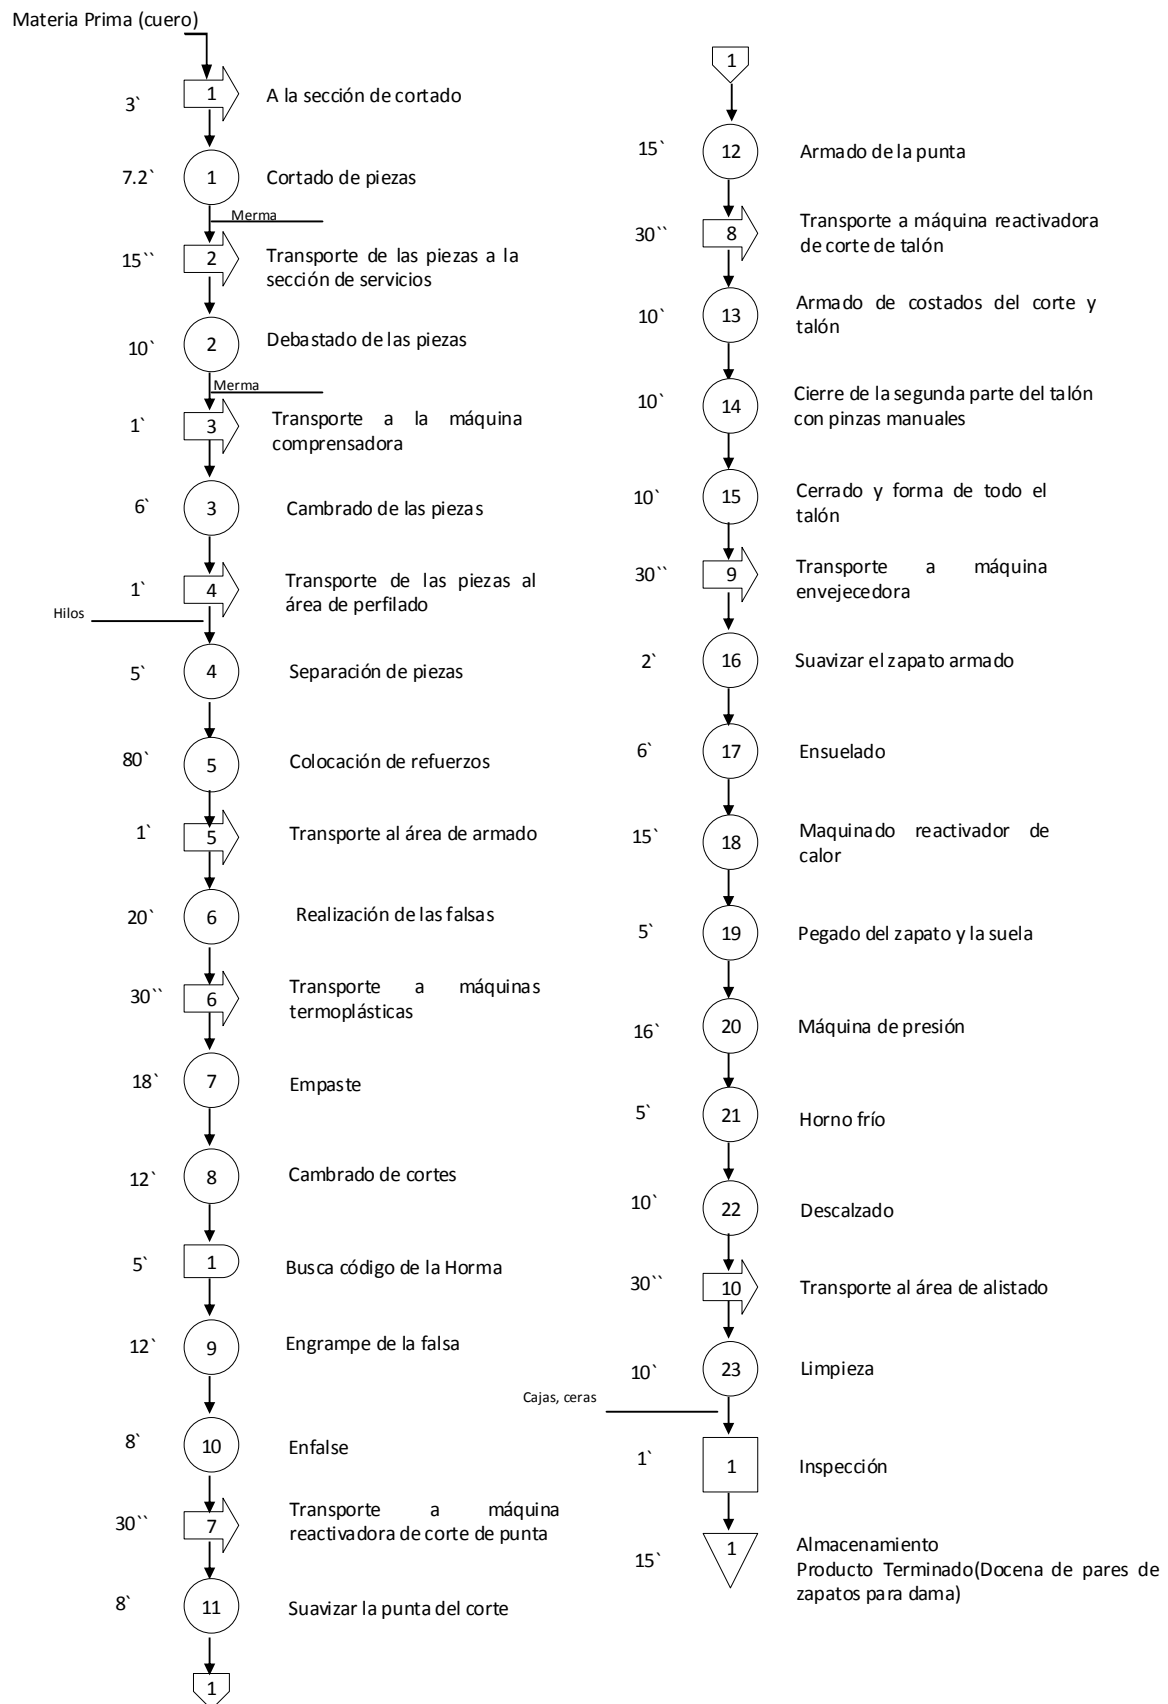 Materia Prima (cuero)
3`
1
A la sección de cortado
7.2`
1
Cortado de piezas
Merma
15``
2
Transporte de las piezas a la
sección de servicios
10`
2
Debastado de las piezas
Merma
1`
3
Transporte a la máquina
comprensadora
6`
3
Cambrado de las piezas
1`
4
Transporte de las piezas al
área de perfilado
Hilos
5`
4
Separación de piezas
80`
5
Colocación de refuerzos
1`
5
Transporte al área de armado
20`
6
Realización de las falsas
30``
6
Transporte a máquinas
termoplásticas
18`
7
Empaste
12`
8
Cambrado de cortes
5`
1
Busca código de la Horma
12`
9
Engrampe de la falsa
8`
10
Enfalse
30``
7
Transporte a máquina
reactivadora de corte de punta
8`
11
Suavizar la punta del corte
1
1
15`
12
Armado de la punta
30``
8
Transporte a máquina reactivadora
de corte de talón
10`
13
Armado de costados del corte y
talón
10`
14
Cierre de la segunda parte del talón
con pinzas manuales
10`
15
Cerrado y forma de todo el
talón
30``
9
Transporte a máquina
envejecedora
2`
16
Suavizar el zapato armado
6`
17
Ensuelado
15`
18
Maquinado reactivador de
calor
5`
19
Pegado del zapato y la suela
16`
20
Máquina de presión
5`
21
Horno frío
10`
22
Descalzado
30``
10
Transporte al área de alistado
10`
23
Limpieza
Cajas, ceras
1`
1
Inspección
15`
1
Almacenamiento
Producto Terminado(Docena de pares de
zapatos para dama)